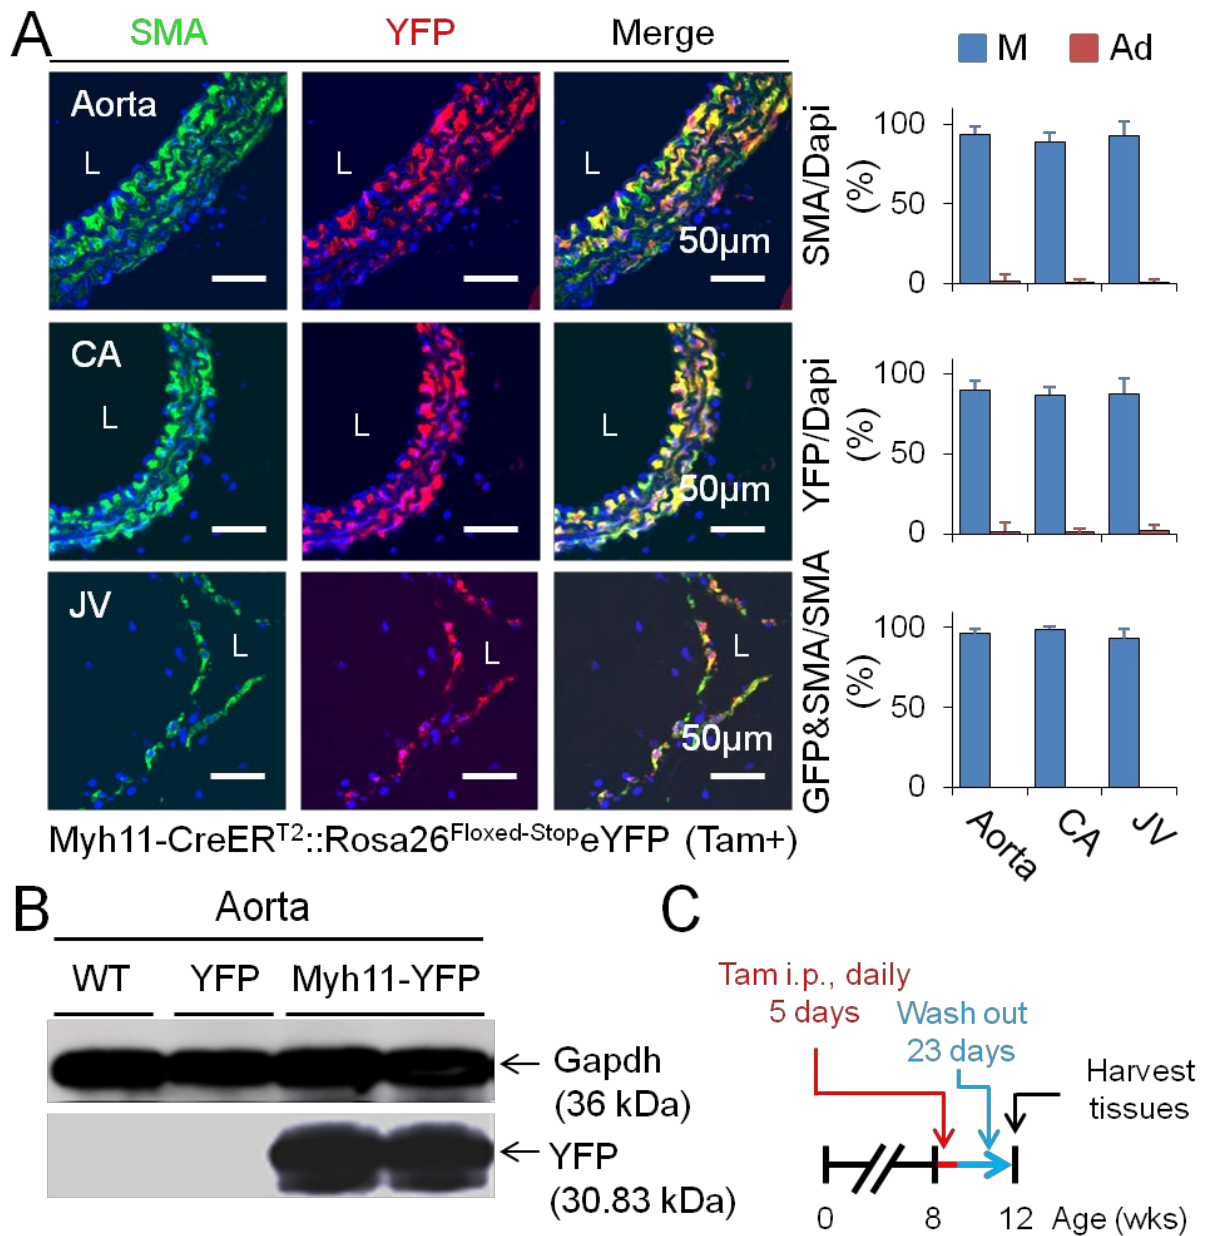 A
SMA
YFP
Merge
M
Ad
Aorta
L
L
L
50µm
SMA/Dapi
(%)
100
50
0
CA
L
L
L
50µm
YFP/Dapi
(%)
100
50
0
JV
L
L
L
50µm
GFP&SMA/SMA
(%)
100
50
0
Aorta
CA
JV
Myh11-CreERᵀ²::Rosa26ᶠˡᵒˣᵉᵈ⁻ˢᵗᵒᵖeYFP (Tam+)
B
Aorta
WT
YFP
Myh11-YFP
Gapdh
(36 kDa)
YFP
(30.83 kDa)
C
Tam i.p., daily
5 days
Wash out
23 days
Harvest
tissues
0
8
12
Age (wks)